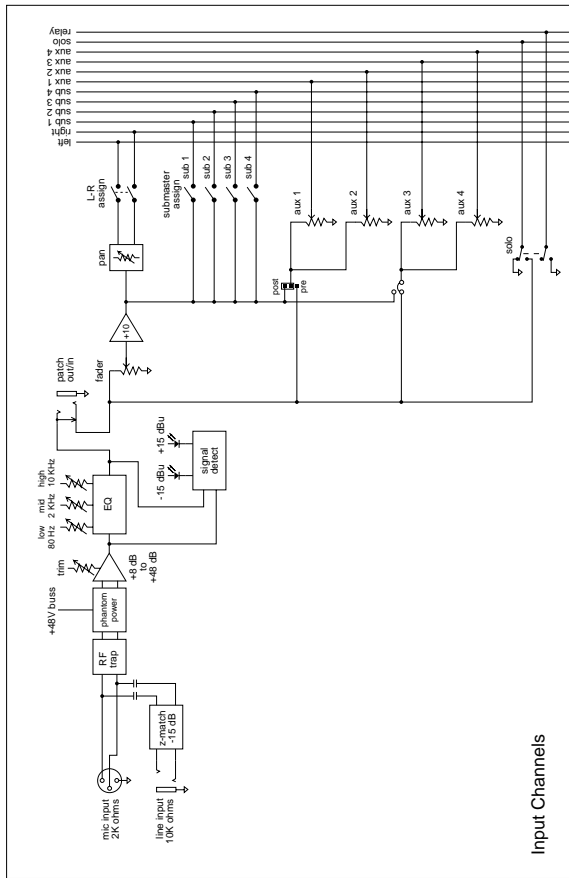 relay
solo
aux 4
aux 3
aux 2
aux 1
sub 4
sub 3
sub 2
sub 1
right
left
L-R
assign
submaster
assign
sub 1
sub 2
sub 3
sub 4
aux 1
aux 2
aux 3
aux 4
solo
pan
post
pre
+10
patch
out/in
fader
+15 dBu
-15 dBu
signal
detect
high
10 KHz
mid
2 KHz
low
80 Hz
EQ
trim
+8 dB
to
+48 dB
+48V buss
phantom
power
RF
trap
z-match
-15 dB
mic input
2K ohms
line input
10K ohms
Input Channels